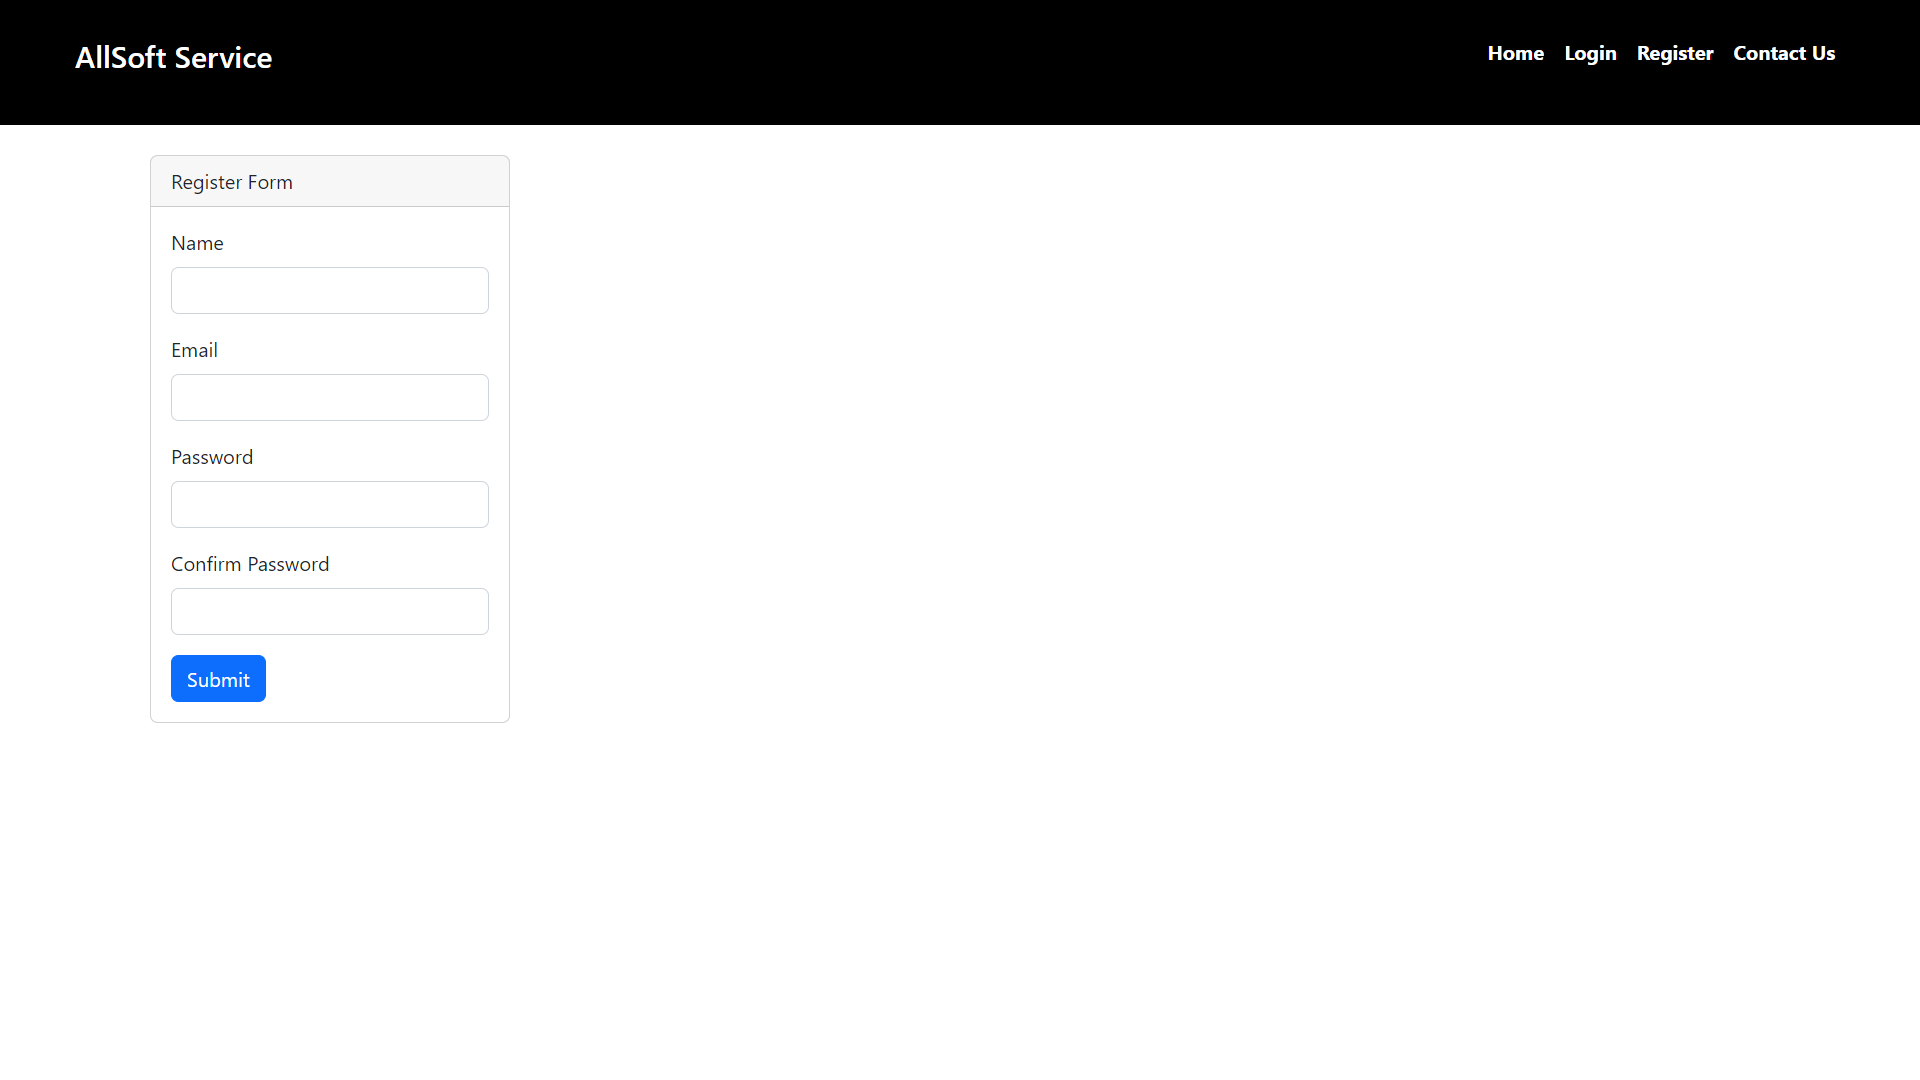 AllSoft Service
Home Login Register Contact Us
Register Form
Name
Email
Password
Confirm Password
Submit